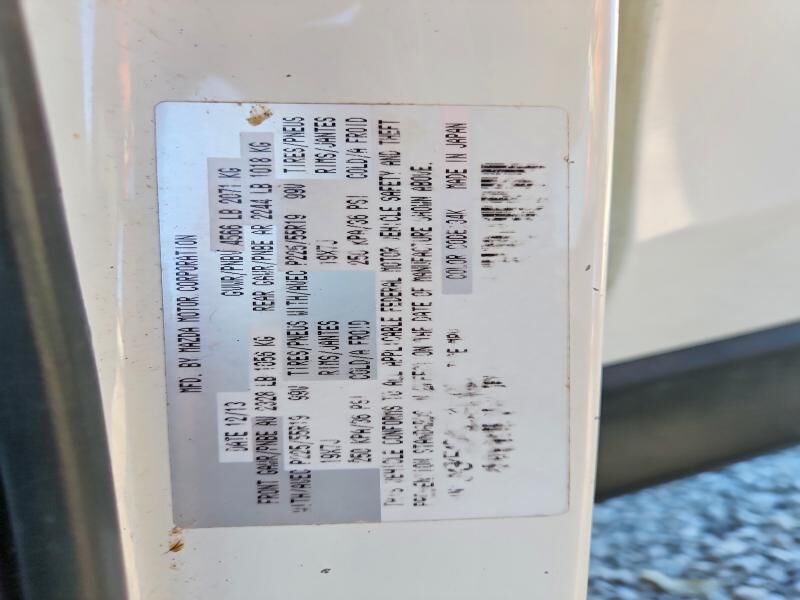 MFD. BY MAZDA MOTOR CORPORATION
DATE 12/13 GVWR/PNBV 4566 LB 2071 KG
FRONT GAWR/PNBE AV 2328 LB 1056 KG REAR GAWR/PNBE AR 2244 LB 1018 KG
WITH/AVEC P225/55R19 99V TIRES/PNEUS WITH/AVEC P225/55R19 99V TIRES/PNEUS
19X7J RIMS/JANTES 19X7J RIMS/JANTES
250 KPA/36 PSI COLD/A FROID 250 KPA/36 PSI COLD/A FROID
THIS VEHICLE CONFORMS TO ALL APPLICABLE FEDERAL MOTOR VEHICLE SAFETY AND THEFT
PREVENTION STANDARDS IN EFFECT ON THE DATE OF MANUFACTURE SHOWN ABOVE.
COLOR CODE 34K MADE IN JAPAN